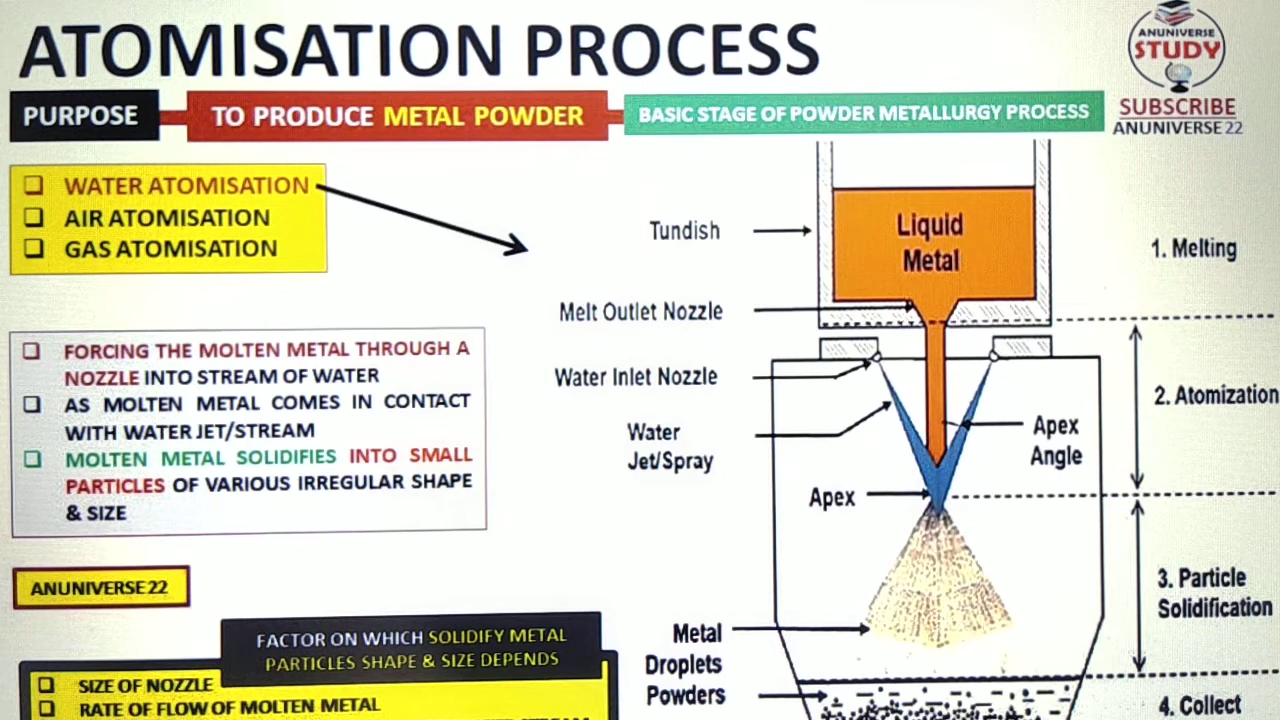 ATOMISATION PROCESS
ANUNIVERSE
STUDY
SUBSCRIBE
ANUNIVERSE 22
PURPOSE
TO PRODUCE METAL POWDER
BASIC STAGE OF POWDER METALLURGY PROCESS
WATER ATOMISATION
AIR ATOMISATION
GAS ATOMISATION
FORCING THE MOLTEN METAL THROUGH A
NOZZLE INTO STREAM OF WATER
AS MOLTEN METAL COMES IN CONTACT
WITH WATER JET/STREAM
MOLTEN METAL SOLIDIFIES INTO SMALL
PARTICLES OF VARIOUS IRREGULAR SHAPE
& SIZE
ANUNIVERSE 22
FACTOR ON WHICH SOLIDIFY METAL
PARTICLES SHAPE & SIZE DEPENDS
SIZE OF NOZZLE
RATE OF FLOW OF MOLTEN METAL
Tundish
Liquid
Metal
Melt Outlet Nozzle
Water Inlet Nozzle
Water
Jet/Spray
Apex
Angle
Apex
Metal
Droplets
Powders
1. Melting
2. Atomization
3. Particle
Solidification
4. Collect